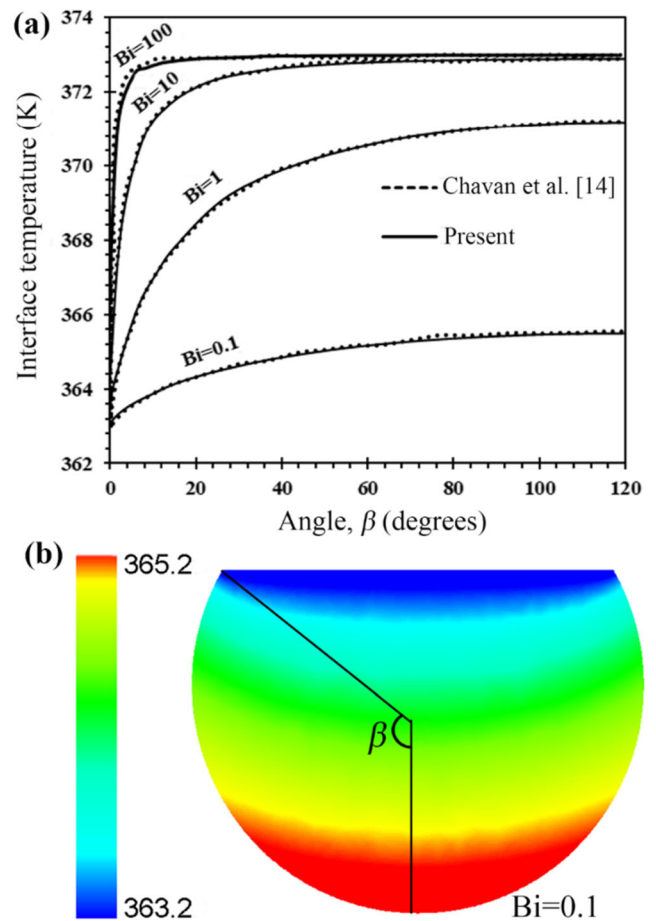 (a)
Interface temperature (K)
374
372
370
368
366
364
362
Bi=100
Bi=10
Bi=1
Bi=0.1
Chavan et al. [14]
Present
0 20 40 60 80 100 120
Angle, β (degrees)
(b)
365.2
363.2
β
Bi=0.1